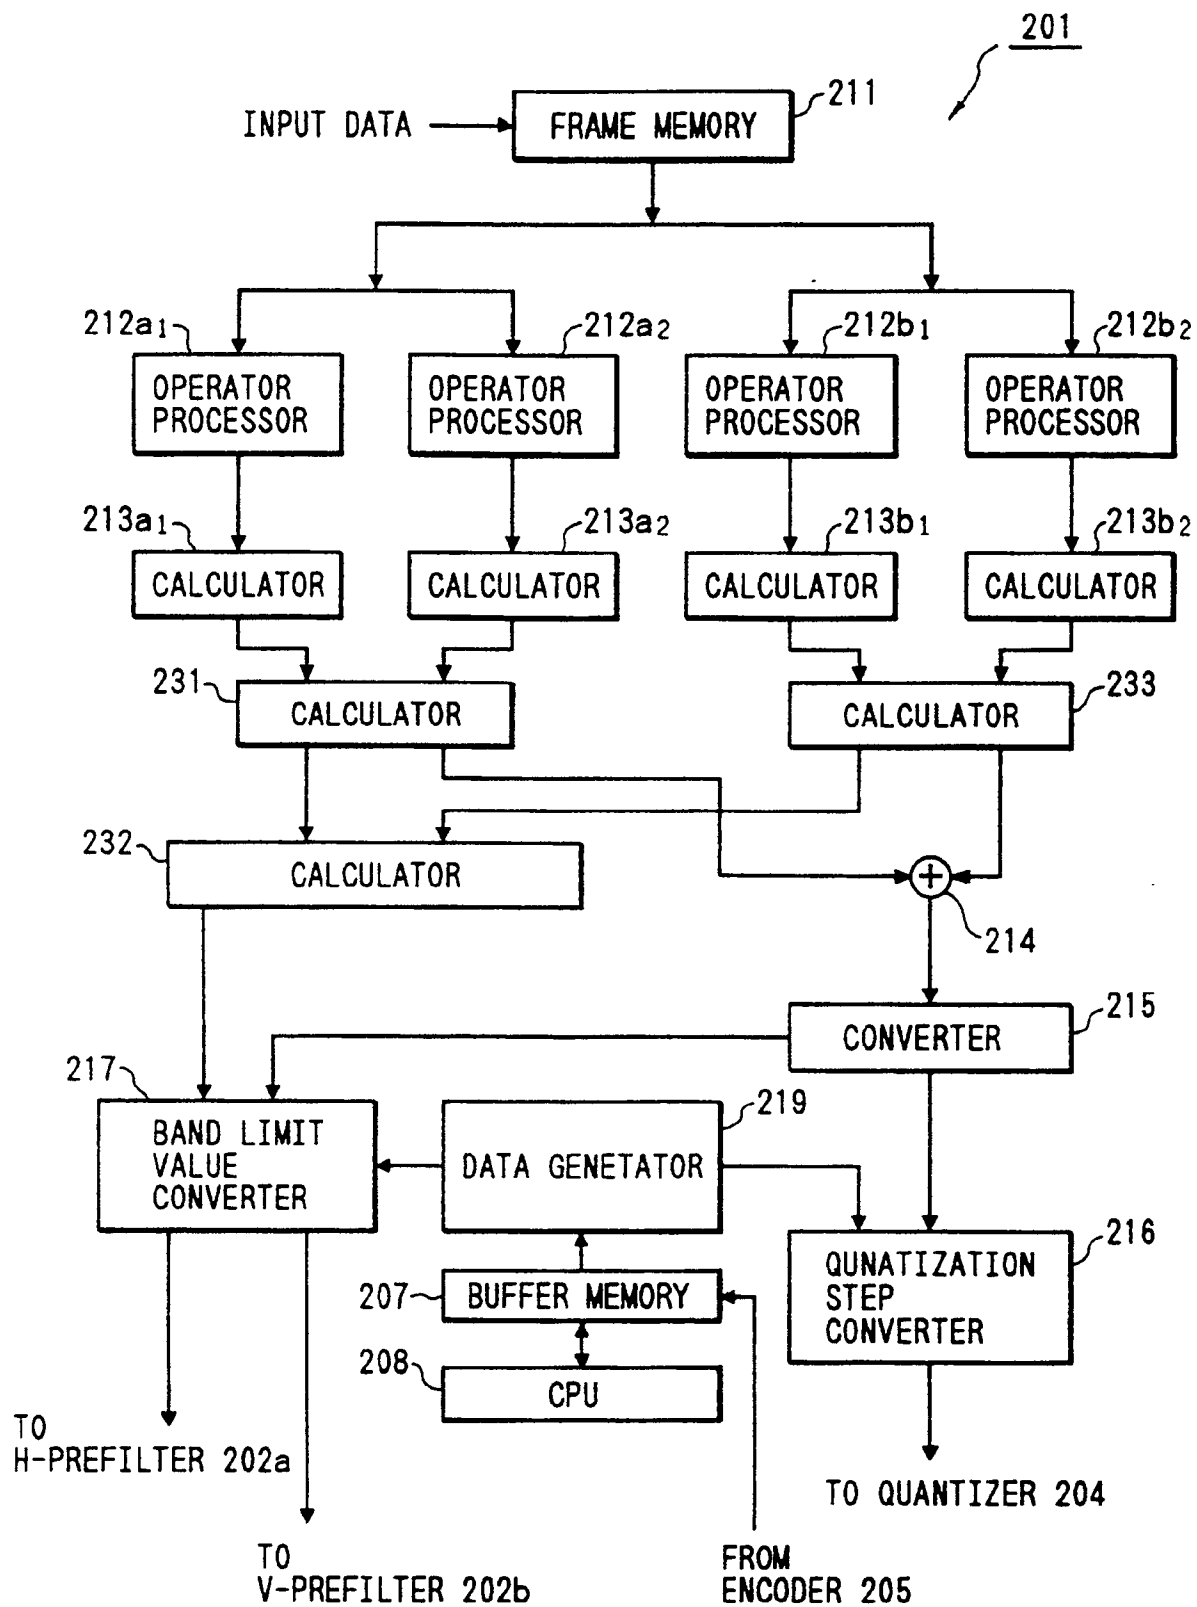 201
211
INPUT DATA
FRAME MEMORY
212a1
212a2
212b1
212b2
OPERATOR
PROCESSOR
OPERATOR
PROCESSOR
OPERATOR
PROCESSOR
OPERATOR
PROCESSOR
213a1
213a2
213b1
213b2
CALCULATOR
CALCULATOR
CALCULATOR
CALCULATOR
231
CALCULATOR
233
CALCULATOR
232
CALCULATOR
+
214
215
CONVERTER
217
BAND LIMIT
VALUE
CONVERTER
219
DATA GENETATOR
216
QUNATIZATION
STEP
CONVERTER
207
BUFFER MEMORY
208
CPU
TO
H-PREFILTER 202a
TO QUANTIZER 204
TO
V-PREFILTER 202b
FROM
ENCODER 205